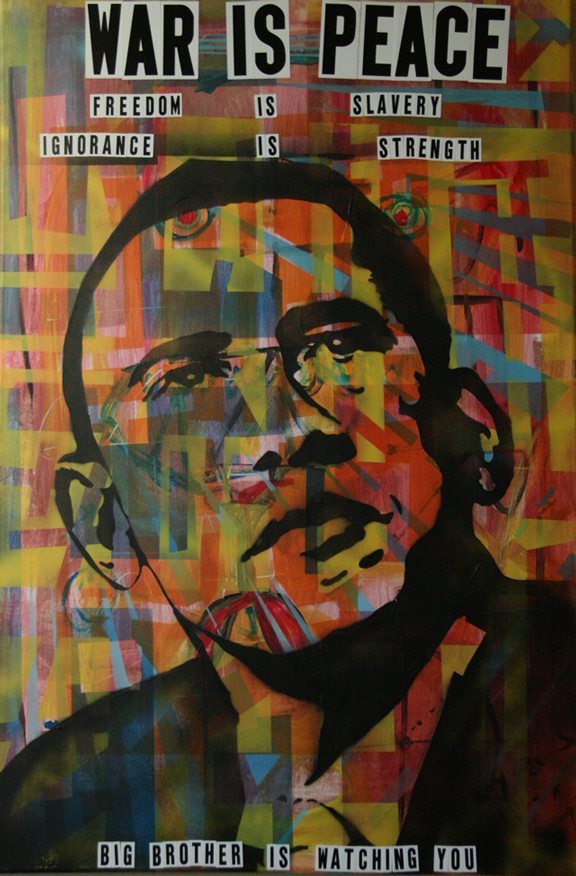 WAR IS PEACE
FREEDOM IS SLAVERY
IGNORANCE IS STRENGTH
BIG BROTHER IS WATCHING YOU